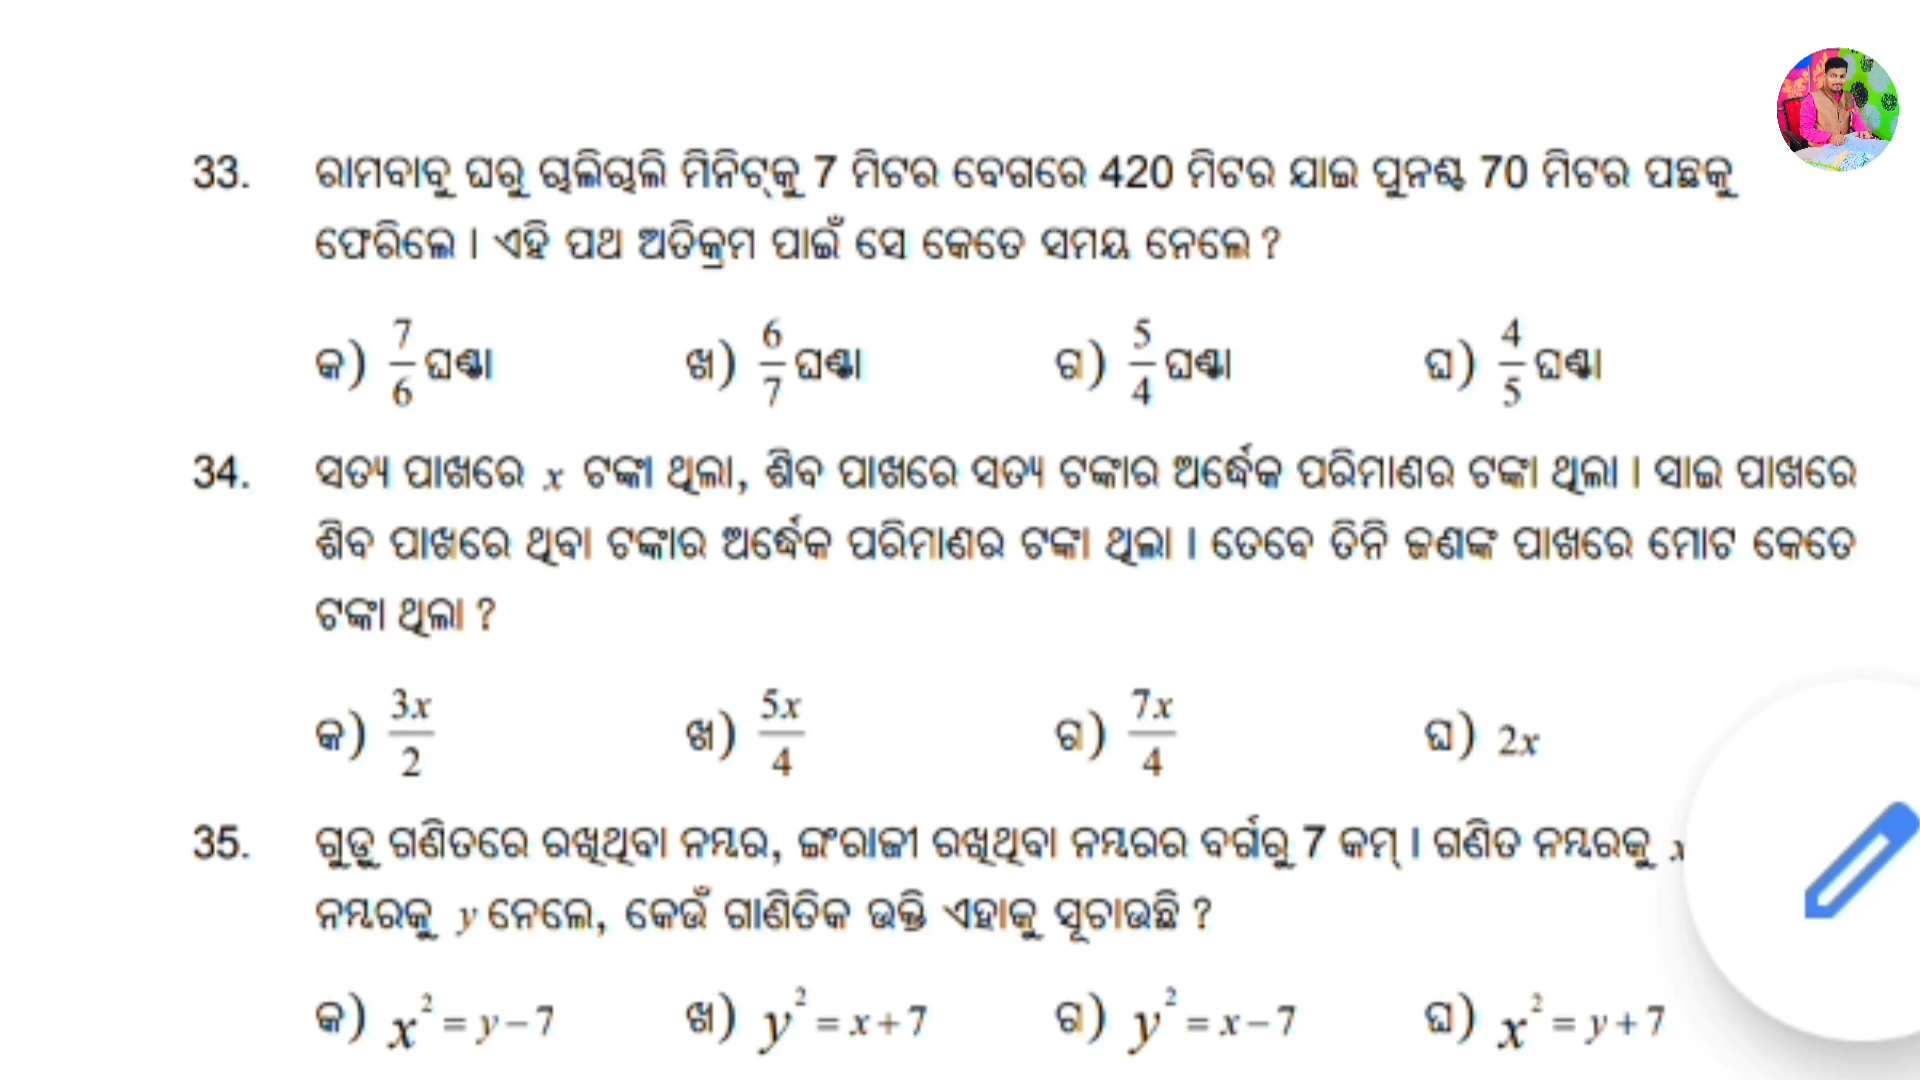 33. ରାମବାବୁ ଘରୁ ଚାଲିଚାଲି ମିନିଟ୍‌କୁ 7 ମିଟର ବେଗରେ 420 ମିଟର ଯାଇ ପୁନଶ୍ଚ 70 ମିଟର ପଛକୁ
ଫେରିଲେ । ଏହି ପଥ ଅତିକ୍ରମ ପାଇଁ ସେ କେତେ ସମୟ ନେଲେ ?
କ) 7/6 ଘଣ୍ଟା ଖ) 6/7 ଘଣ୍ଟା ଗ) 5/4 ଘଣ୍ଟା ଘ) 4/5 ଘଣ୍ଟା
34. ସତ୍ୟ ପାଖରେ x ଟଙ୍କା ଥିଲା, ଶିବ ପାଖରେ ସତ୍ୟ ଟଙ୍କାର ଅର୍ଦ୍ଧେକ ପରିମାଣର ଟଙ୍କା ଥିଲା । ସାଇ ପାଖରେ
ଶିବ ପାଖରେ ଥିବା ଟଙ୍କାର ଅର୍ଦ୍ଧେକ ପରିମାଣର ଟଙ୍କା ଥିଲା । ତେବେ ତିନି ଜଣଙ୍କ ପାଖରେ ମୋଟ କେତେ
ଟଙ୍କା ଥିଲା ?
କ) 3x/2 ଖ) 5x/4 ଗ) 7x/4 ଘ) 2x
35. ଗୁଡୁ ଗଣିତରେ ରଖିଥିବା ନମ୍ବର, ଇଂରାଜୀ ରଖିଥିବା ନମ୍ବରର ବର୍ଗରୁ 7 କମ୍ । ଗଣିତ ନମ୍ବରକୁ x
ନମ୍ବରକୁ y ନେଲେ, କେଉଁ ଗାଣିତିକ ଉକ୍ତି ଏହାକୁ ସୂଚାଉଛି ?
କ) x² = y – 7 ଖ) y² = x + 7 ଗ) y² = x – 7 ଘ) x² = y + 7